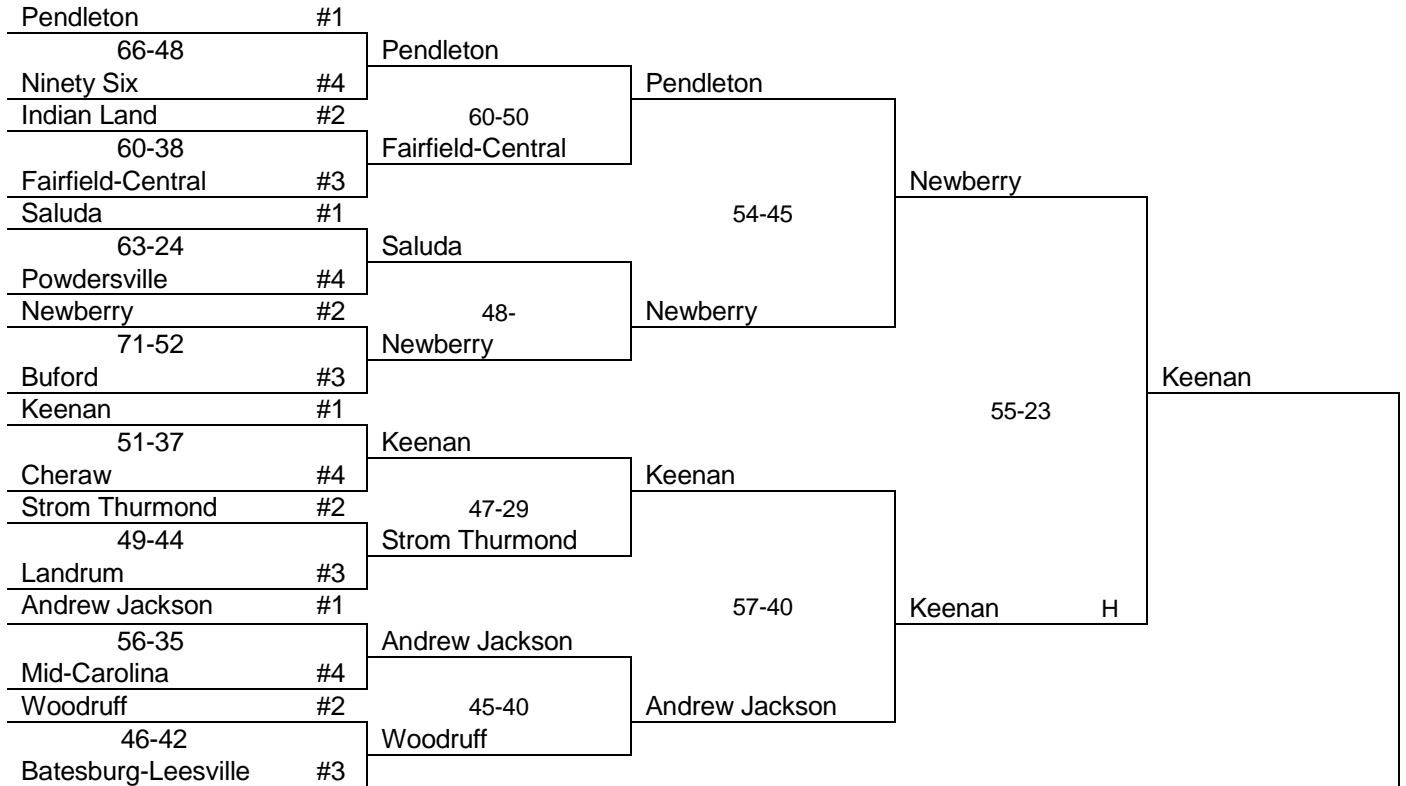 Pendleton #1
66-48 Pendleton
Ninety Six #4 Pendleton
Indian Land #2 60-50
60-38 Fairfield-Central
Fairfield-Central #3 Newberry
Saluda #1 54-45
63-24 Saluda
Powdersville #4
Newberry #2 48- Newberry
71-52 Newberry
Buford #3 Keenan
Keenan #1 55-23
51-37 Keenan
Cheraw #4 Keenan
Strom Thurmond #2 47-29
49-44 Strom Thurmond
Landrum #3
Andrew Jackson #1 57-40 Keenan H
56-35 Andrew Jackson
Mid-Carolina #4
Woodruff #2 45-40 Andrew Jackson
46-42 Woodruff
Batesburg-Leesville #3